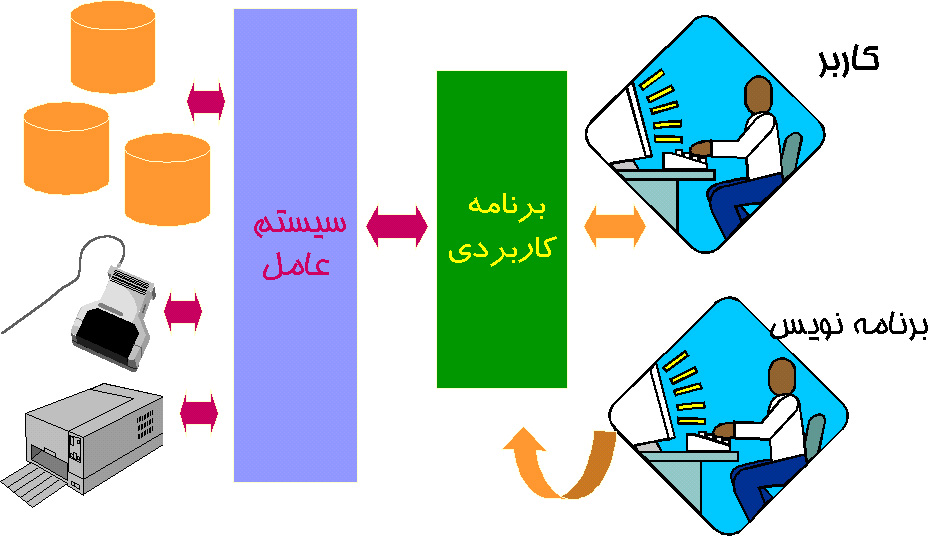 کاربر
برنامه
کاربردی
سیستم
عامل
برنامه نویس